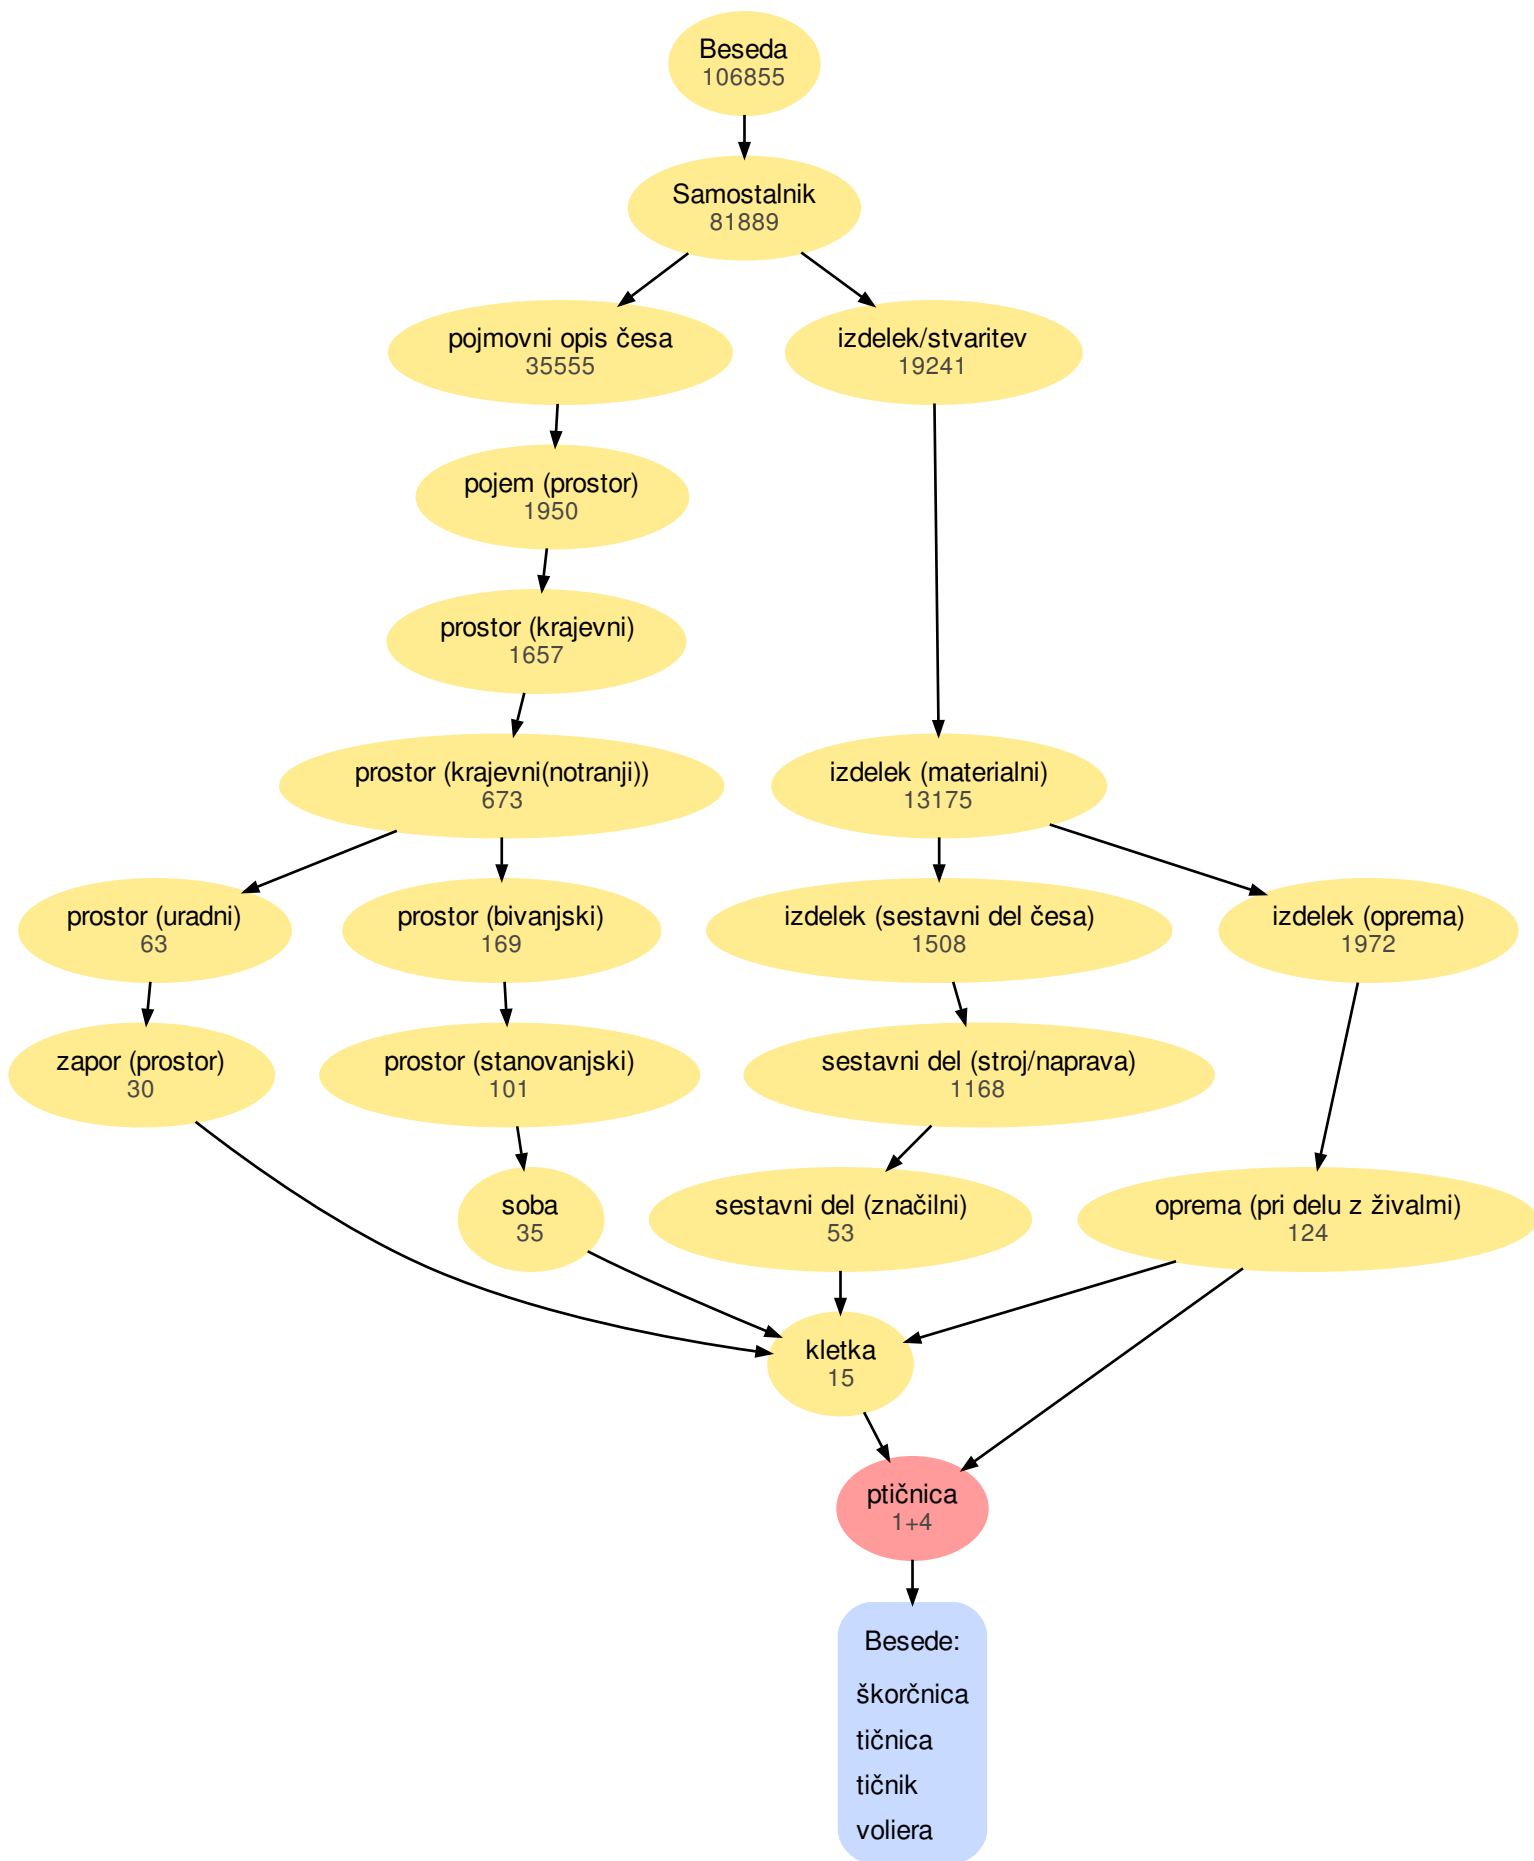 Beseda
106855
Samostalnik
81889
pojmovni opis česa
35555
izdelek/stvaritev
19241
pojem (prostor)
1950
prostor (krajevni)
1657
prostor (krajevni(notranji))
673
izdelek (materialni)
13175
prostor (uradni)
63
prostor (bivanjski)
169
izdelek (sestavni del česa)
1508
izdelek (oprema)
1972
zapor (prostor)
30
prostor (stanovanjski)
101
sestavni del (stroj/naprava)
1168
soba
35
sestavni del (značilni)
53
oprema (pri delu z živalmi)
124
kletka
15
ptičnica
1+4
Besede:
škorčnica
tičnica
tičnik
voliera